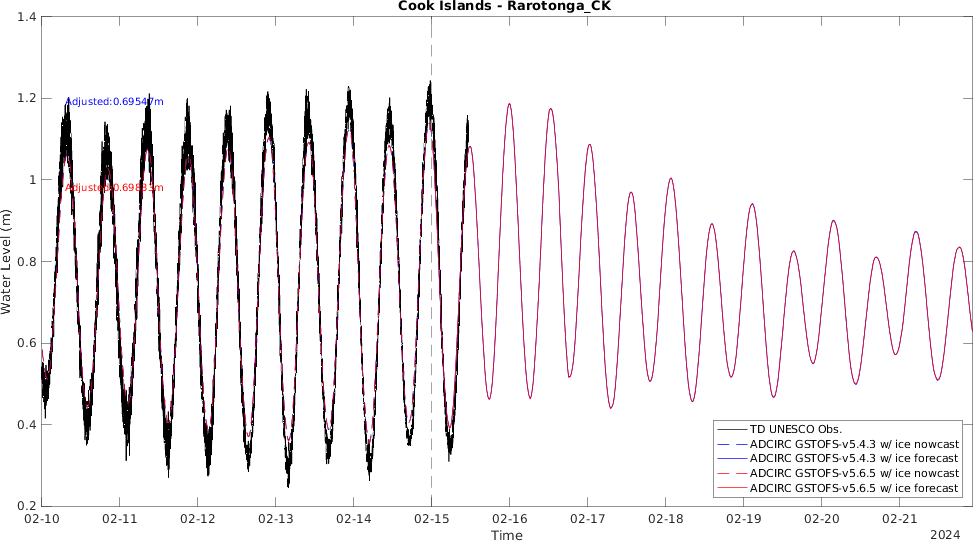 Cook Islands - Rarotonga_CK
1.4
1.2
1
0.8
0.6
0.4
0.2
Water Level (m)
Adjusted:0.69547m
Adjusted:0.69833m
TD UNESCO Obs.
ADCIRC GSTOFS-v5.4.3 w/ ice nowcast
ADCIRC GSTOFS-v5.4.3 w/ ice forecast
ADCIRC GSTOFS-v5.6.5 w/ ice nowcast
ADCIRC GSTOFS-v5.6.5 w/ ice forecast
02-10 02-11 02-12 02-13 02-14 02-15 02-16 02-17 02-18 02-19 02-20 02-21
Time
2024